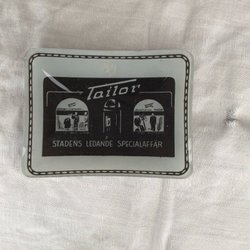 Tailor
STADENS LEDANDE SPECIALAFFÄR